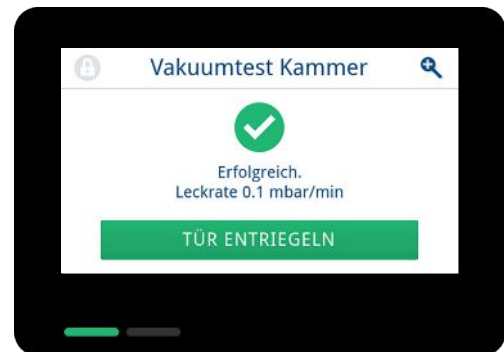 Vakuumtest Kammer
Erfolgreich.
Leckrate 0.1 mbar/min
TÜR ENTRIEGELN